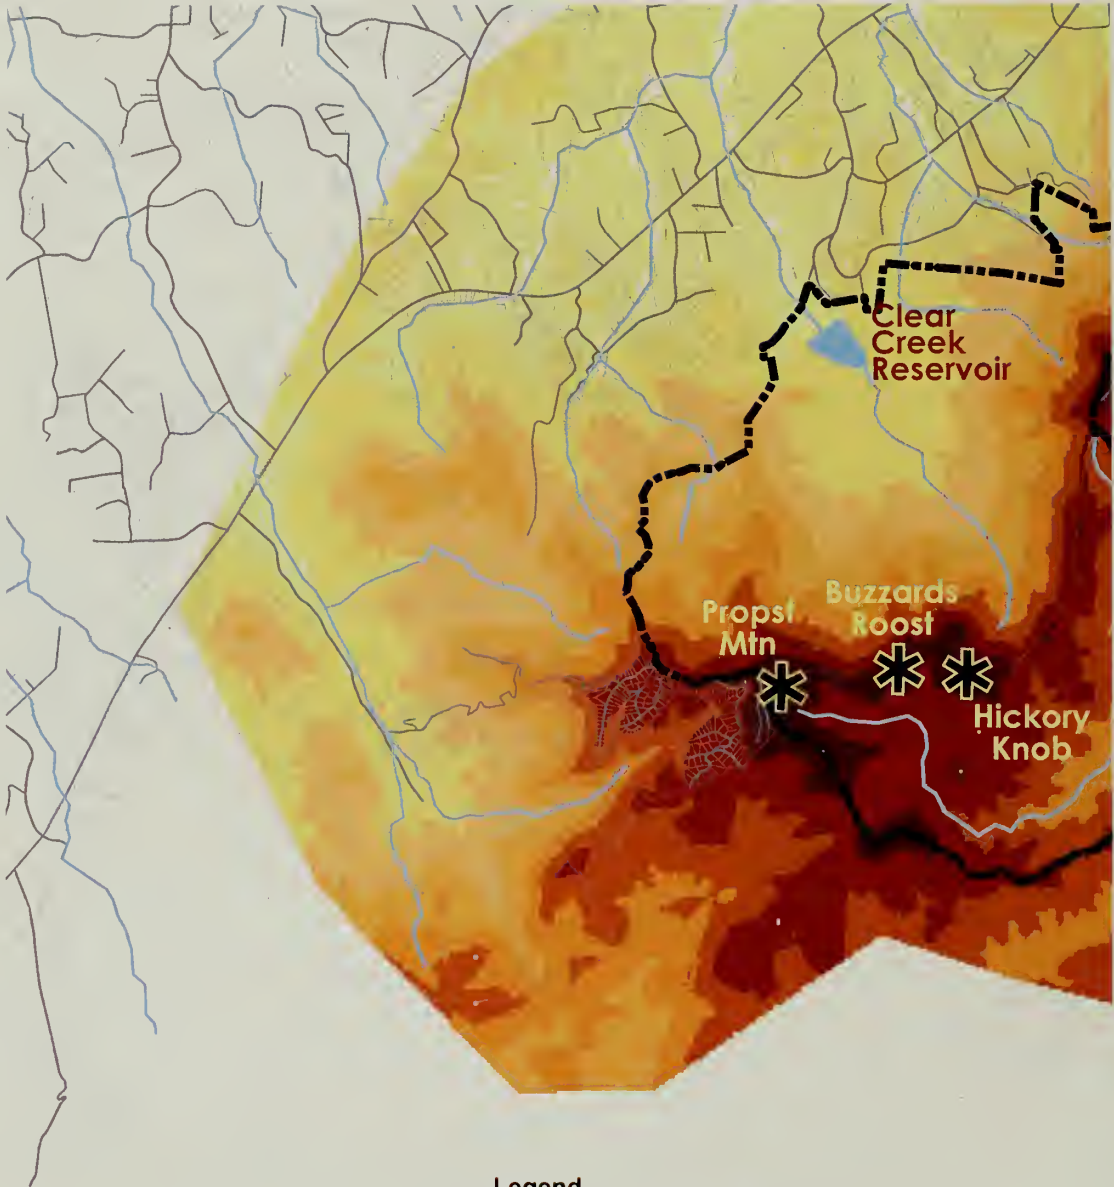 Clear
Creek
Reservoir
Buzzards
Roost
Propst
Mtn
Hickory
Knob
Legend